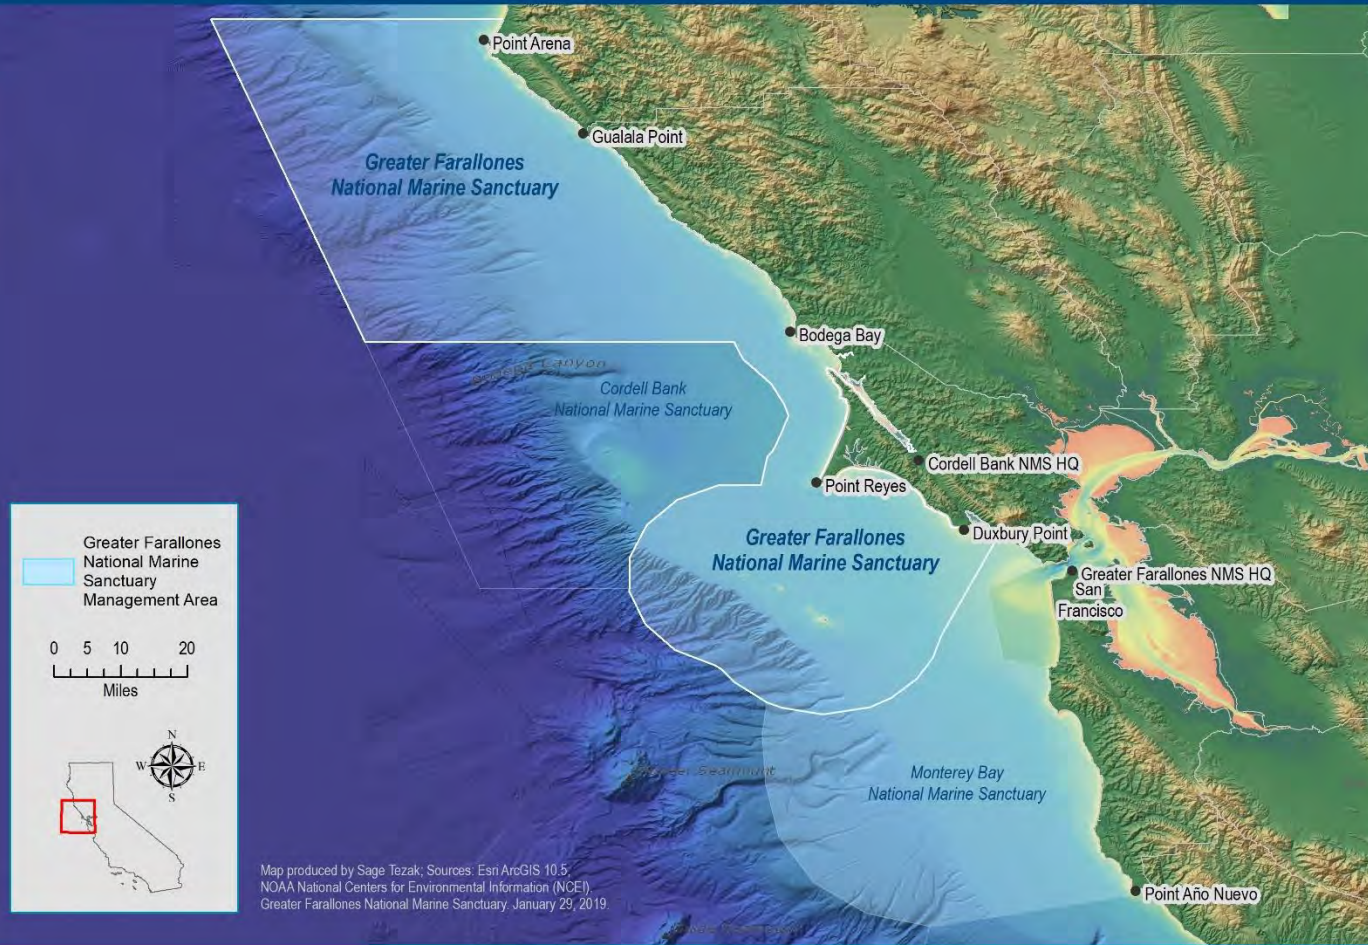 Point Arena
Gualala Point
Greater Farallones
National Marine Sanctuary
Bodega Bay
Bodega Canyon
Cordell Bank
National Marine Sanctuary
Cordell Bank NMS HQ
Point Reyes
Greater Farallones
National Marine Sanctuary
Duxbury Point
Greater Farallones NMS HQ
San
Francisco
Greater Farallones
National Marine
Sanctuary
Management Area
0 5 10 20
Miles
N
W E
S
Seamount
Monterey Bay
National Marine Sanctuary
Point Año Nuevo
Map produced by Sage Tezak; Sources: Esri ArcGIS 10.5,
NOAA National Centers for Environmental Information (NCEI),
Greater Farallones National Marine Sanctuary. January 29, 2019.